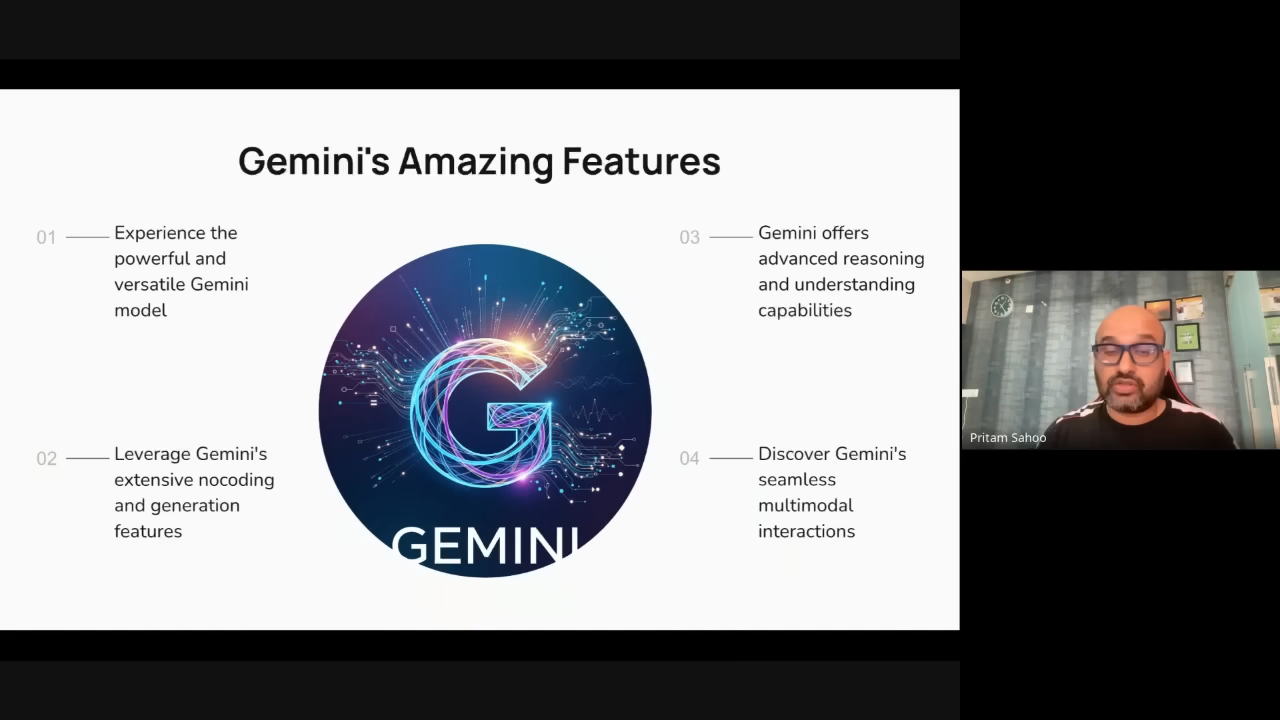 Gemini's Amazing Features
01
Experience the
powerful and
versatile Gemini
model
02
Leverage Gemini's
extensive nocoding
and generation
features
GEMINI
03
Gemini offers
advanced reasoning
and understanding
capabilities
04
Discover Gemini's
seamless
multimodal
interactions
Pritam Sahoo